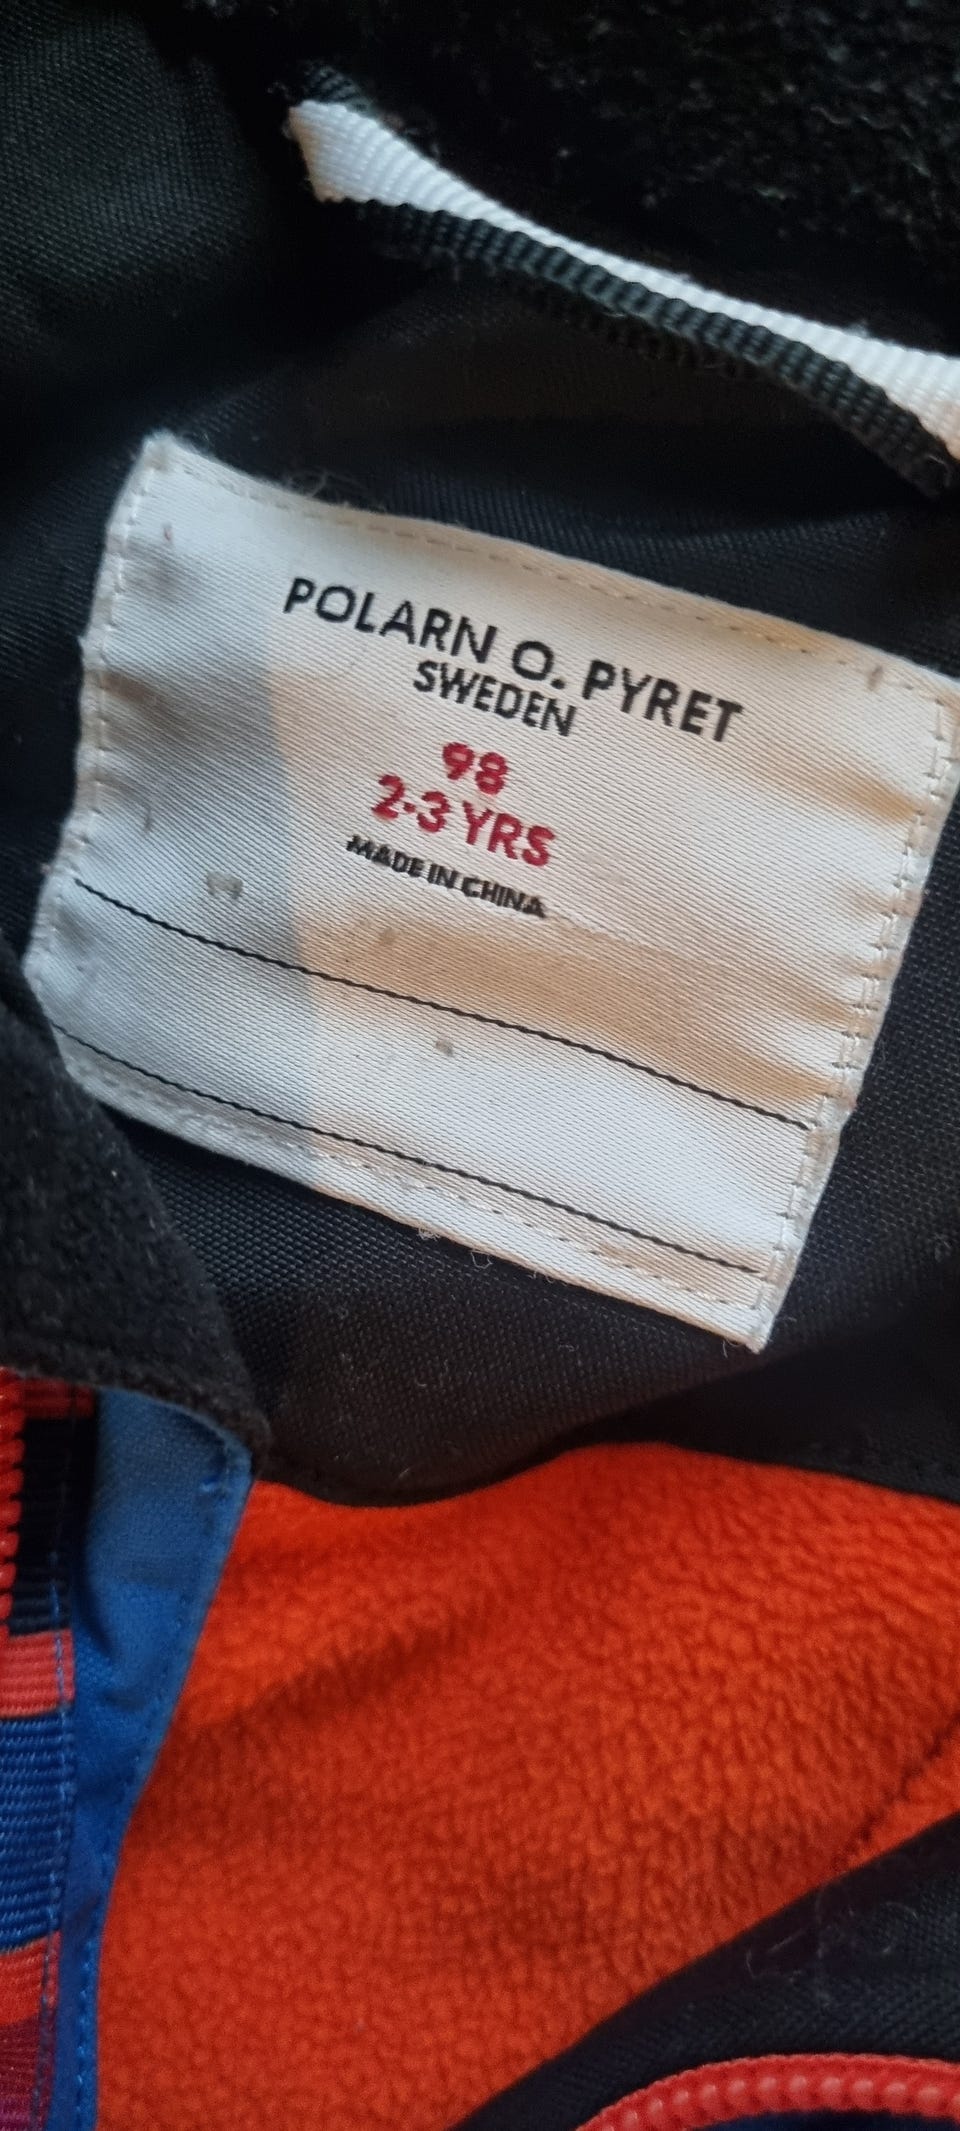 POLARN O. PYRET
SWEDEN
98
2-3 YRS
MADE IN CHINA